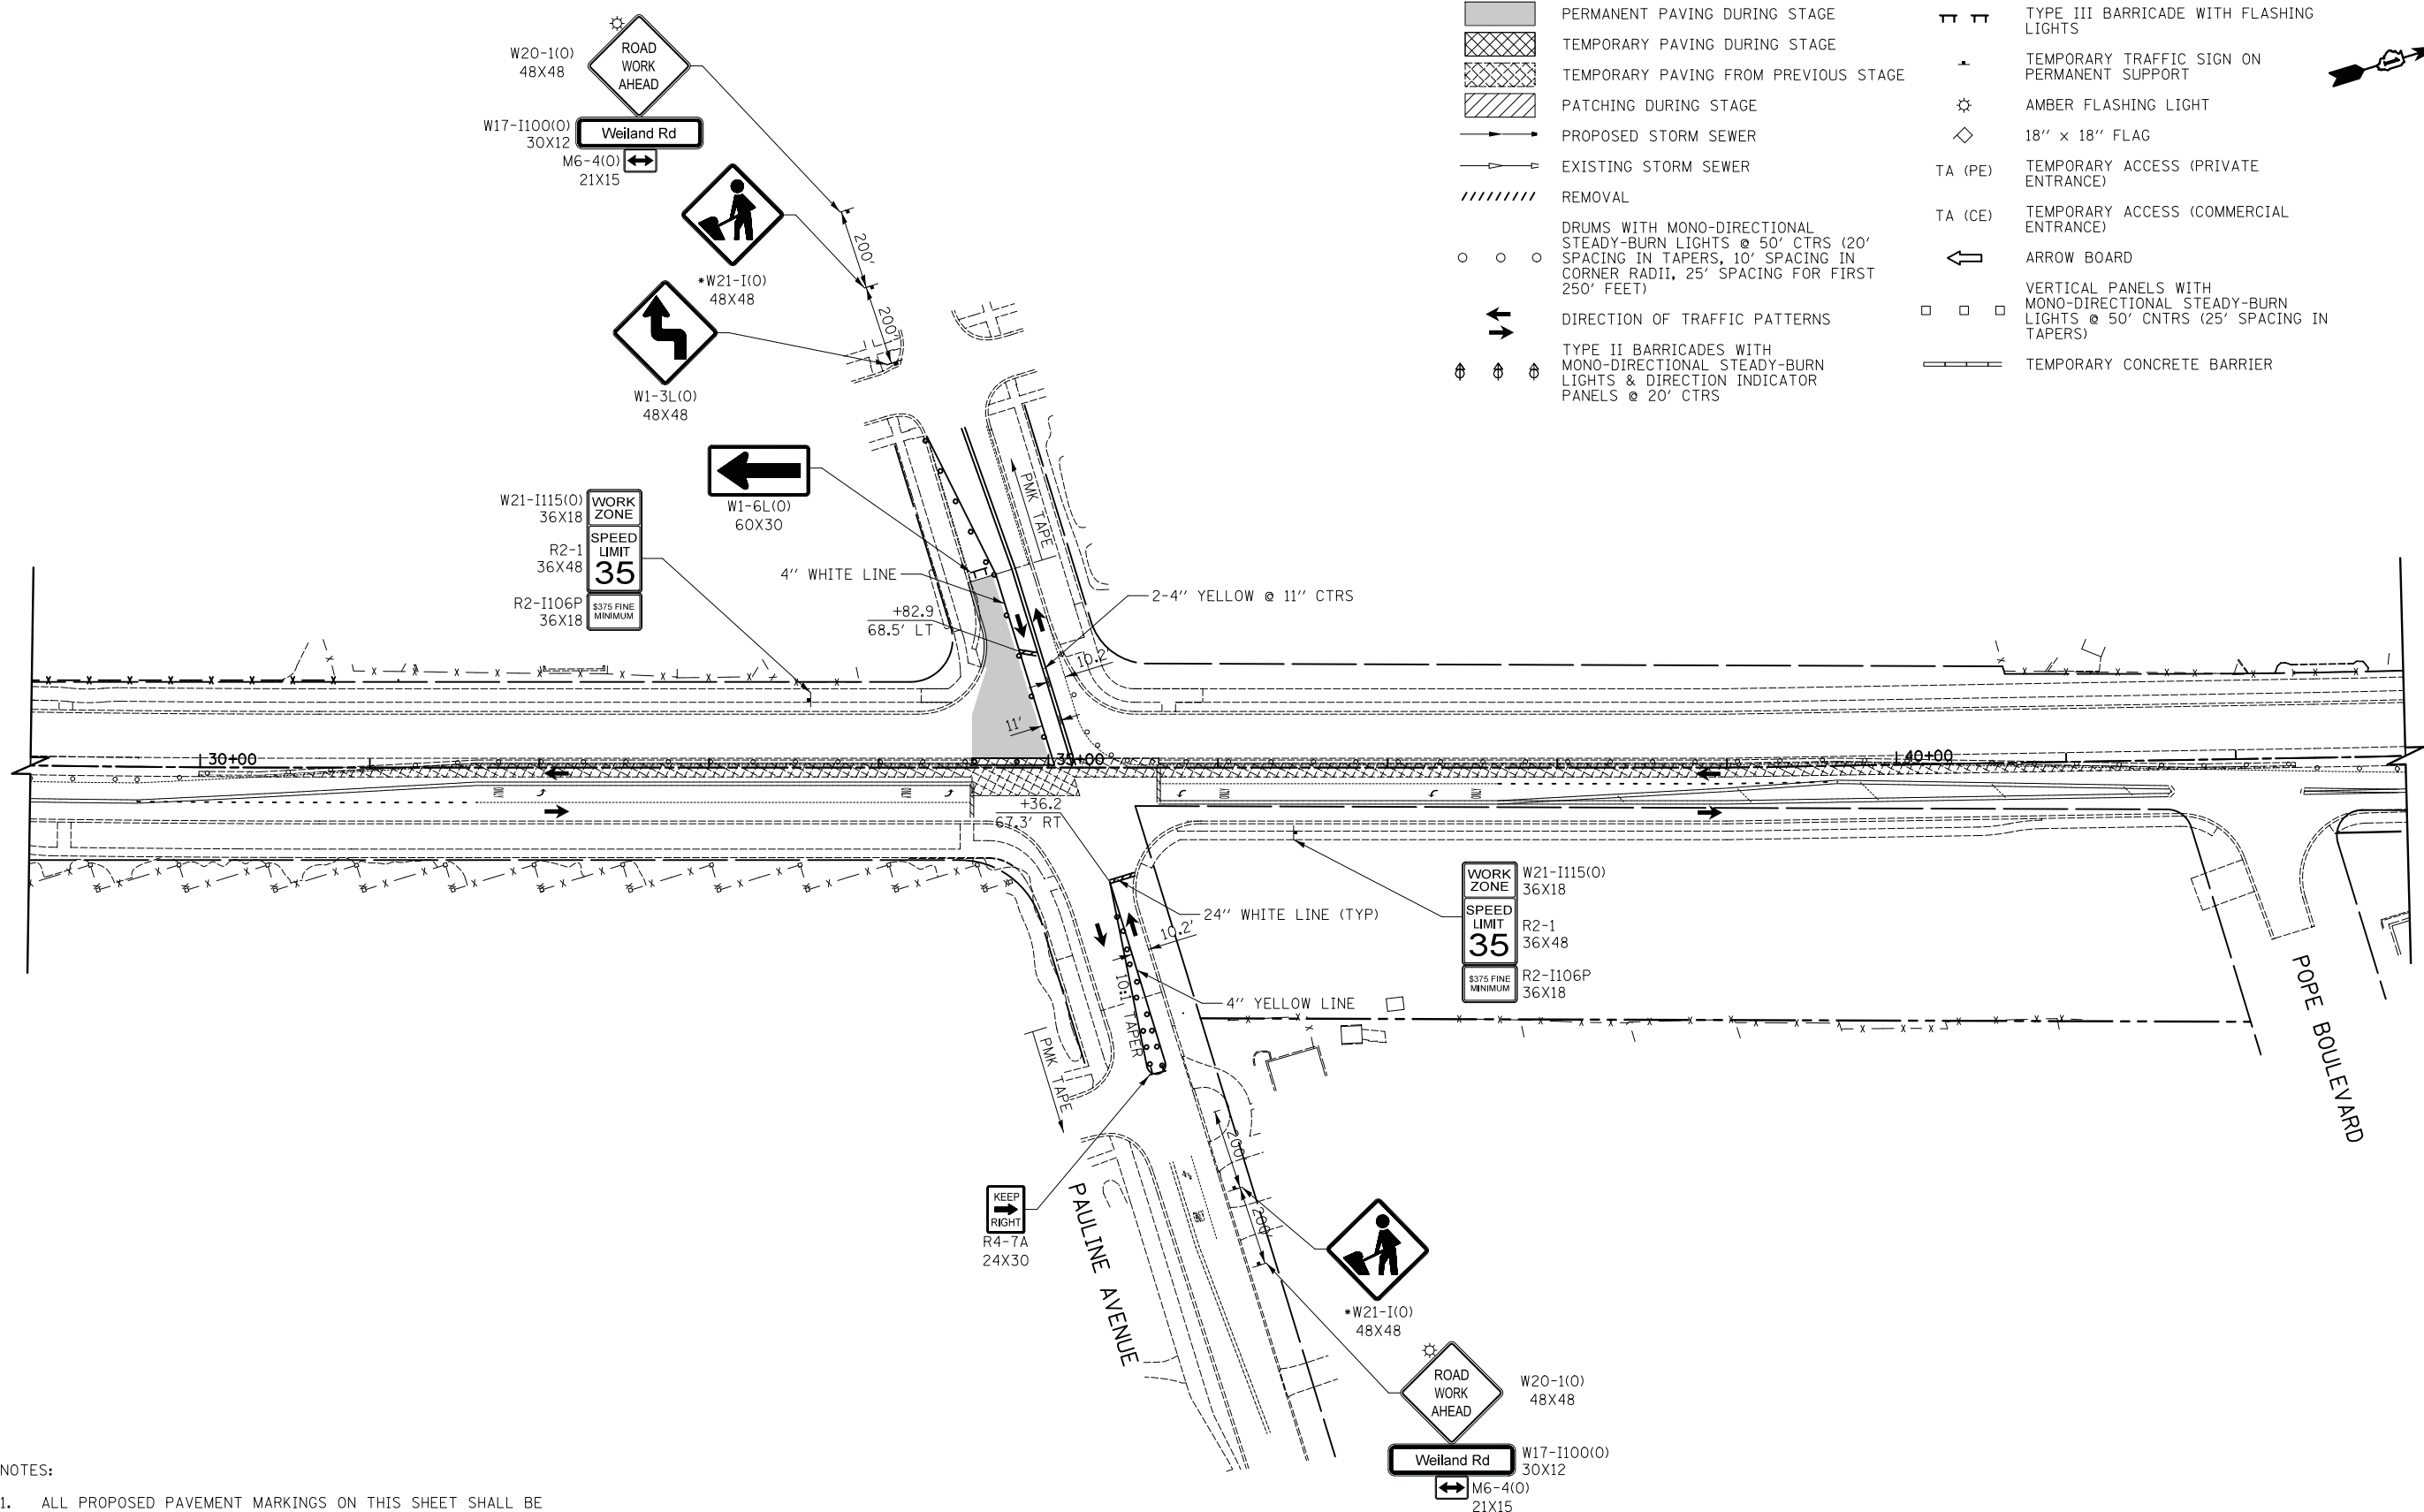 PERMANENT PAVING DURING STAGE
TEMPORARY PAVING DURING STAGE
TEMPORARY PAVING FROM PREVIOUS STAGE
PATCHING DURING STAGE
PROPOSED STORM SEWER
EXISTING STORM SEWER
REMOVAL
DRUMS WITH MONO-DIRECTIONAL
STEADY-BURN LIGHTS @ 50' CTRS (20'
SPACING IN TAPERS, 10' SPACING IN
CORNER RADII, 25' SPACING FOR FIRST
250' FEET)
DIRECTION OF TRAFFIC PATTERNS
TYPE II BARRICADES WITH
MONO-DIRECTIONAL STEADY-BURN
LIGHTS & DIRECTION INDICATOR
PANELS @ 20' CTRS
TYPE III BARRICADE WITH FLASHING
LIGHTS
TEMPORARY TRAFFIC SIGN ON
PERMANENT SUPPORT
AMBER FLASHING LIGHT
18" x 18" FLAG
TA (PE) TEMPORARY ACCESS (PRIVATE
ENTRANCE)
TA (CE) TEMPORARY ACCESS (COMMERCIAL
ENTRANCE)
ARROW BOARD
VERTICAL PANELS WITH
MONO-DIRECTIONAL STEADY-BURN
LIGHTS @ 50' CNTRS (25' SPACING IN
TAPERS)
TEMPORARY CONCRETE BARRIER
W20-1(O)
48X48
ROAD
WORK
AHEAD
W17-I100(O)
30X12
Weiland Rd
M6-4(O)
21X15
*W21-I(O)
48X48
200'
200'
W1-3L(O)
48X48
W1-6L(O)
60X30
PMK TAPE
W21-I115(O)
36X18
WORK
ZONE
R2-1
36X48
SPEED
LIMIT
35
R2-I106P
36X18
$375 FINE
MINIMUM
4" WHITE LINE
2-4" YELLOW @ 11" CTRS
+82.9
68.5' LT
10.2'
11'
30+00
35+00
40+00
ONLY
ONLY
ONLY
ONLY
+36.2
67.3' RT
24" WHITE LINE (TYP)
10.2'
4" YELLOW LINE
10:1 TAPER
PMK TAPE
WORK
ZONE
W21-I115(O)
36X18
SPEED
LIMIT
35
R2-1
36X48
$375 FINE
MINIMUM
R2-I106P
36X18
POPE BOULEVARD
PAULINE AVENUE
KEEP
RIGHT
R4-7A
24X30
200'
200'
*W21-I(O)
48X48
ROAD
WORK
AHEAD
W20-1(O)
48X48
Weiland Rd
W17-I100(O)
30X12
M6-4(O)
21X15
NOTES:
1. ALL PROPOSED PAVEMENT MARKINGS ON THIS SHEET SHALL BE